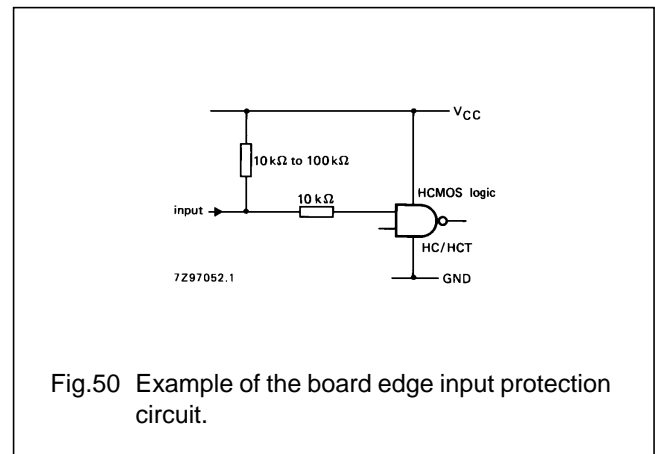 V_CC
10 kΩ to 100 kΩ
10 kΩ
HCMOS logic
input
HC/HCT
7Z97052.1
GND
Fig.50 Example of the board edge input protection
circuit.